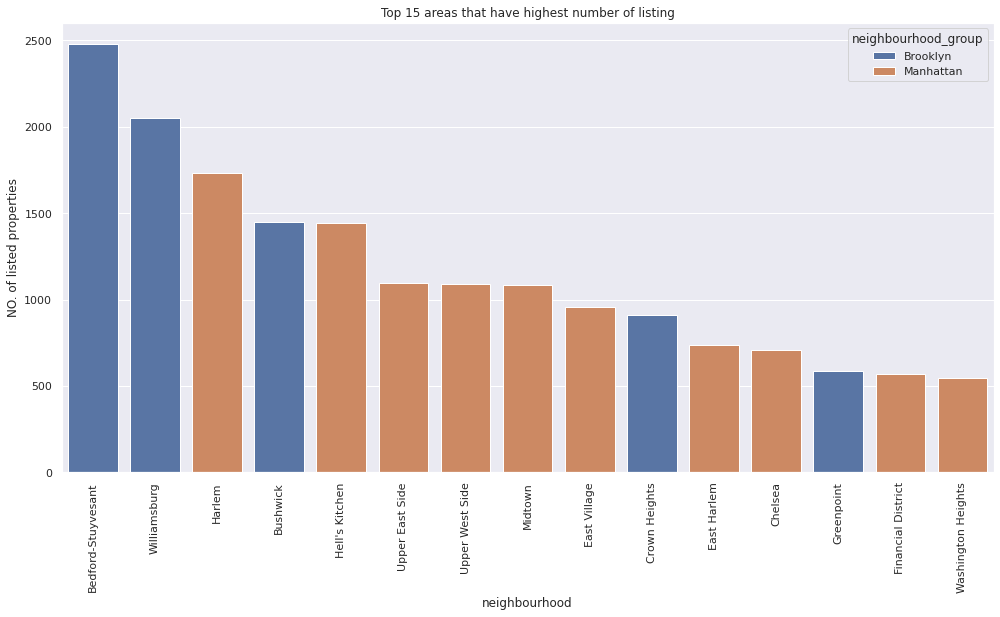 Top 15 areas that have highest number of listing
neighbourhood_group
Brooklyn
Manhattan
NO. of listed properties
2500
2000
1500
1000
500
0
Bedford-Stuyvesant
Williamsburg
Harlem
Bushwick
Hell's Kitchen
Upper East Side
Upper West Side
Midtown
East Village
Crown Heights
East Harlem
Chelsea
Greenpoint
Financial District
Washington Heights
neighbourhood